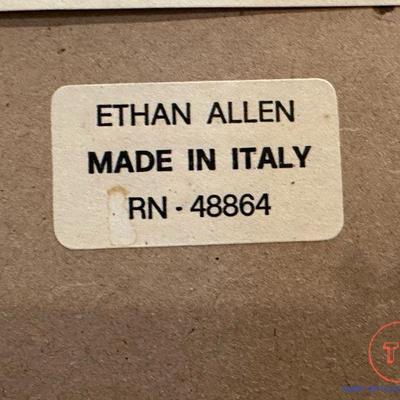 ETHAN ALLEN
MADE IN ITALY
RN - 48864